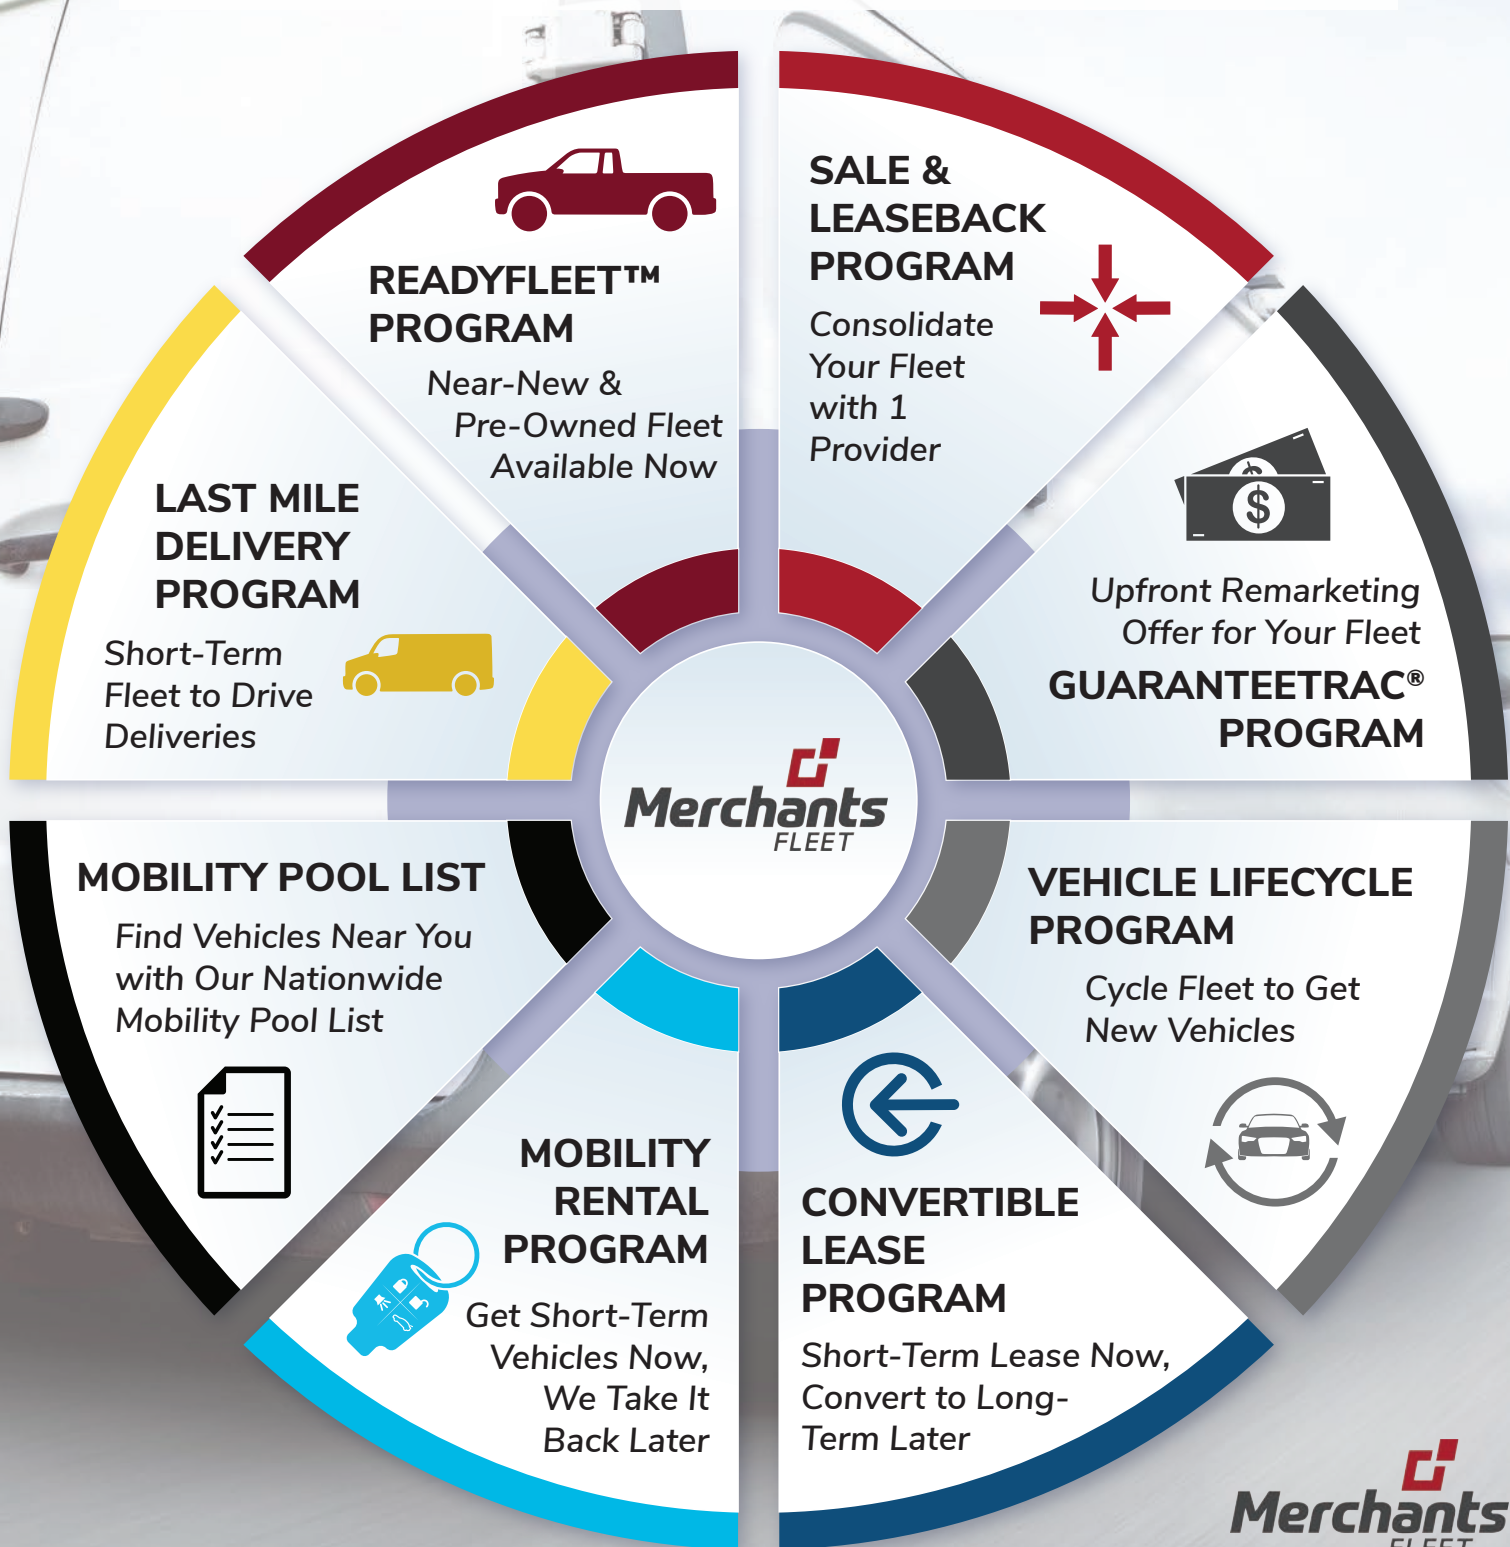 READYFLEET™
PROGRAM
Near-New &
Pre-Owned Fleet
Available Now
SALE &
LEASEBACK
PROGRAM
Consolidate
Your Fleet
with 1
Provider
$
$
Upfront Remarketing
Offer for Your Fleet
GUARANTEETRAC®
PROGRAM
VEHICLE LIFECYCLE
PROGRAM
Cycle Fleet to Get
New Vehicles
CONVERTIBLE
LEASE
PROGRAM
Short-Term Lease Now,
Convert to Long-
Term Later
MOBILITY
RENTAL
PROGRAM
Get Short-Term
Vehicles Now,
We Take It
Back Later
MOBILITY POOL LIST
Find Vehicles Near You
with Our Nationwide
Mobility Pool List
LAST MILE
DELIVERY
PROGRAM
Short-Term
Fleet to Drive
Deliveries
Merchants
FLEET
Merchants
FLEET